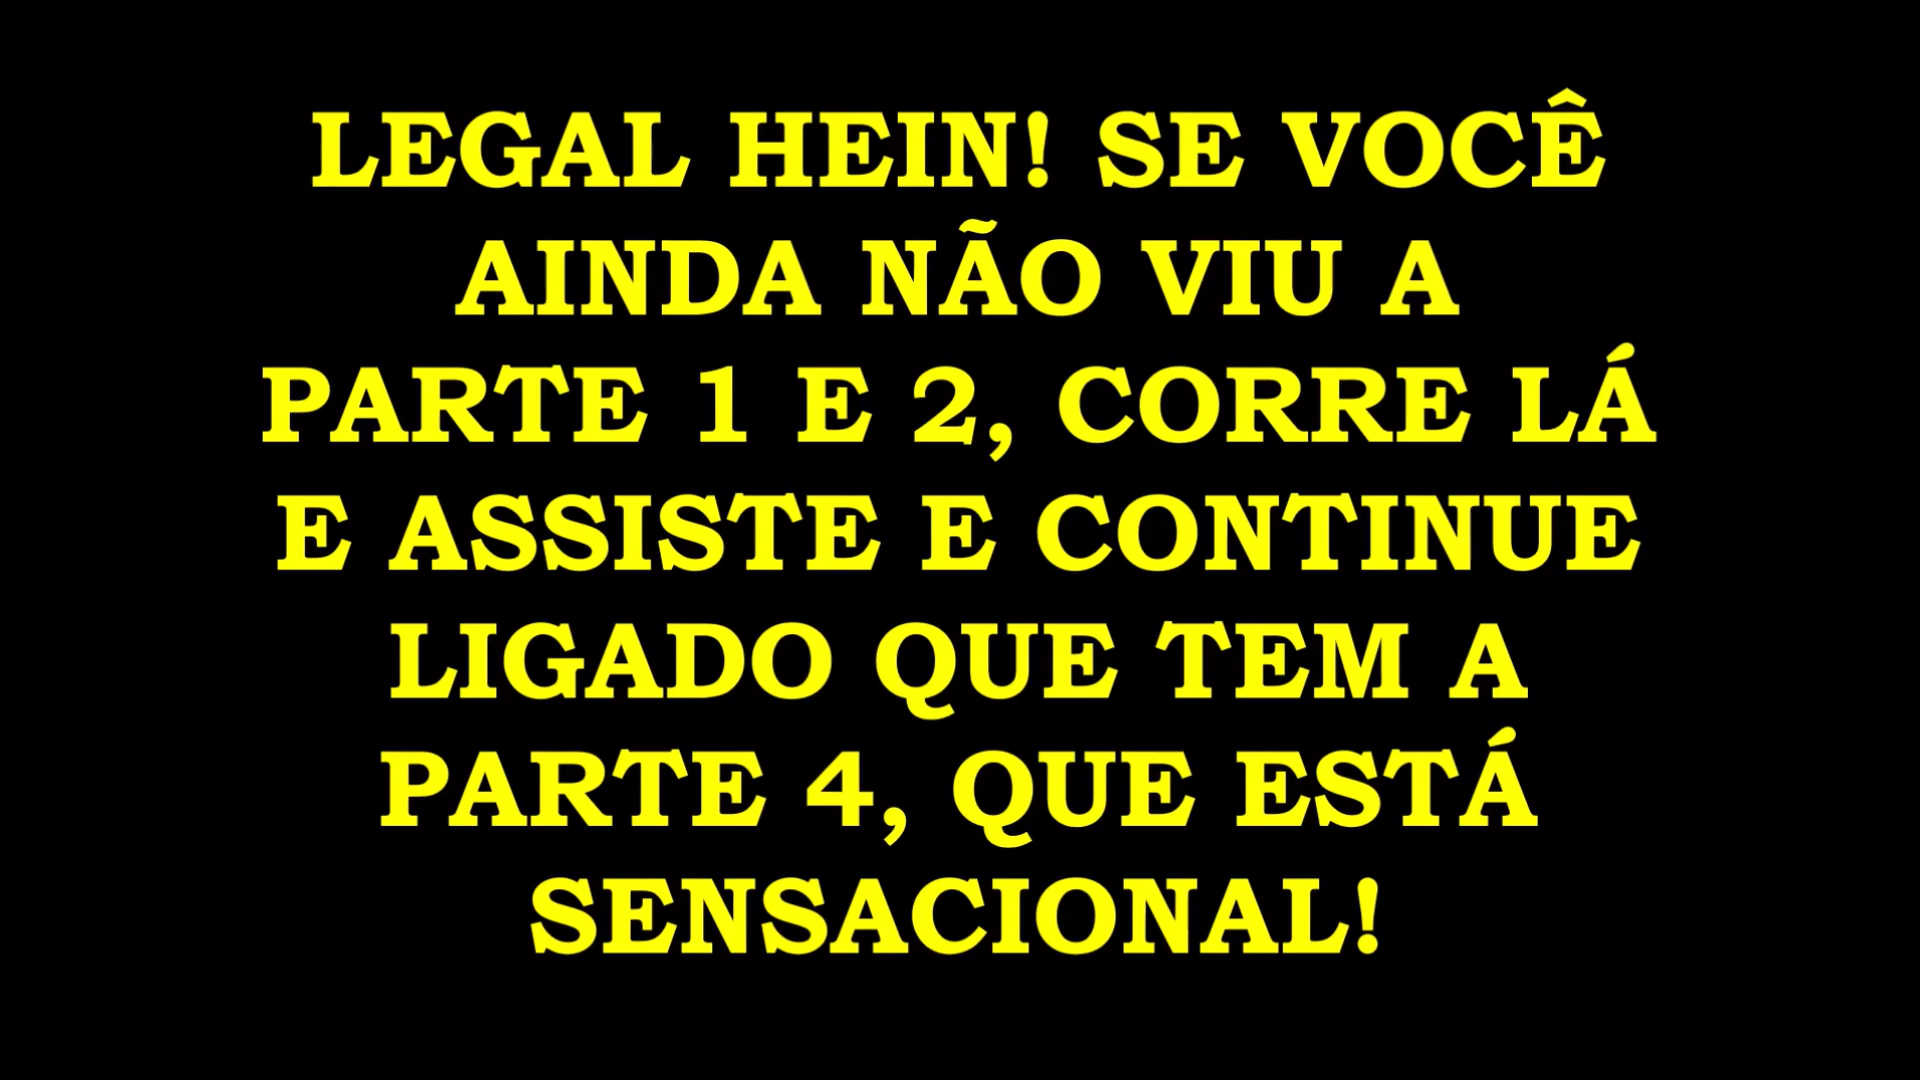 LEGAL HEIN! SE VOCÊ
AINDA NÃO VIU A
PARTE 1 E 2, CORRE LÁ
E ASSISTE E CONTINUE
LIGADO QUE TEM A
PARTE 4, QUE ESTÁ
SENSACIONAL!